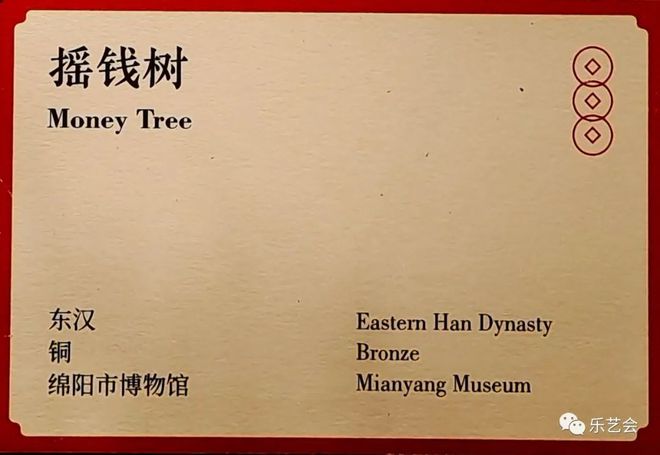 摇钱树
Money Tree
东汉
铜
绵阳市博物馆
Eastern Han Dynasty
Bronze
Mianyang Museum
乐艺会